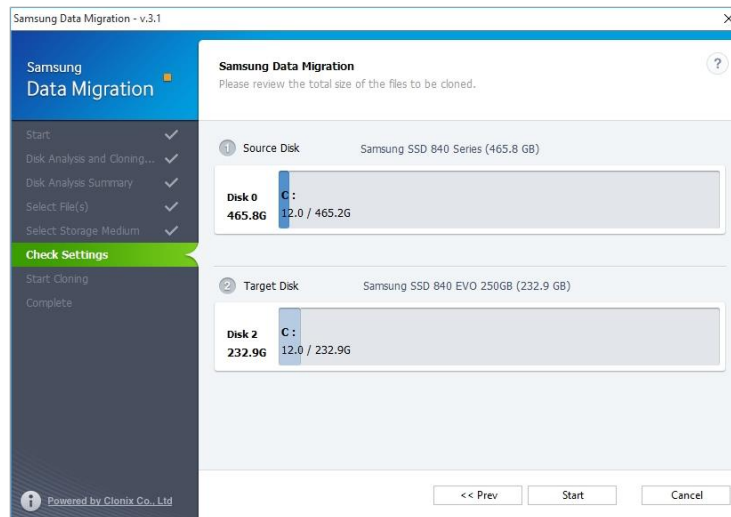 Samsung Data Migration - v.3.1
Samsung
Data Migration
Start
Disk Analysis and Cloning...
Disk Analysis Summary
Select File(s)
Select Storage Medium
Check Settings
Start Cloning
Complete
Powered by Clonix Co., Ltd
Samsung Data Migration
Please review the total size of the files to be cloned.
?
1 Source Disk Samsung SSD 840 Series (465.8 GB)
Disk 0
465.8G
C :
12.0 / 465.2G
2 Target Disk Samsung SSD 840 EVO 250GB (232.9 GB)
Disk 2
232.9G
C :
12.0 / 232.9G
<< Prev Start Cancel